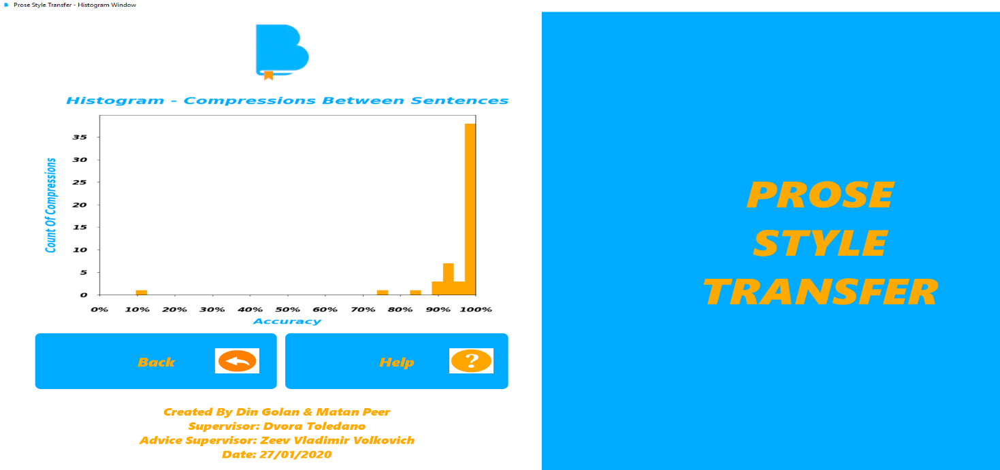 Prose Style Transfer - Histogram Window
Histogram - Compressions Between Sentences
Count Of Compressions
35
30
25
20
15
10
5
0
0% 10% 20% 30% 40% 50% 60% 70% 80% 90% 100%
Accuracy
Back
Help
?
Created By Din Golan & Matan Peer
Supervisor: Dvora Toledano
Advice Supervisor: Zeev Vladimir Volkovich
Date: 27/01/2020
PROSE
STYLE
TRANSFER